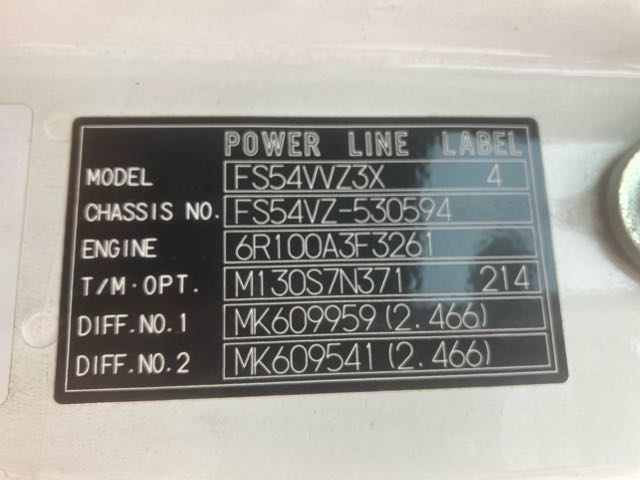 POWER LINE LABEL
MODEL FS54VVZ3X 4
CHASSIS NO. FS54VZ-530594
ENGINE 6R100A3F3261
T/M·OPT. M130S7N371 214
DIFF.NO.1 MK609959(2.466)
DIFF.NO.2 MK609541(2.466)